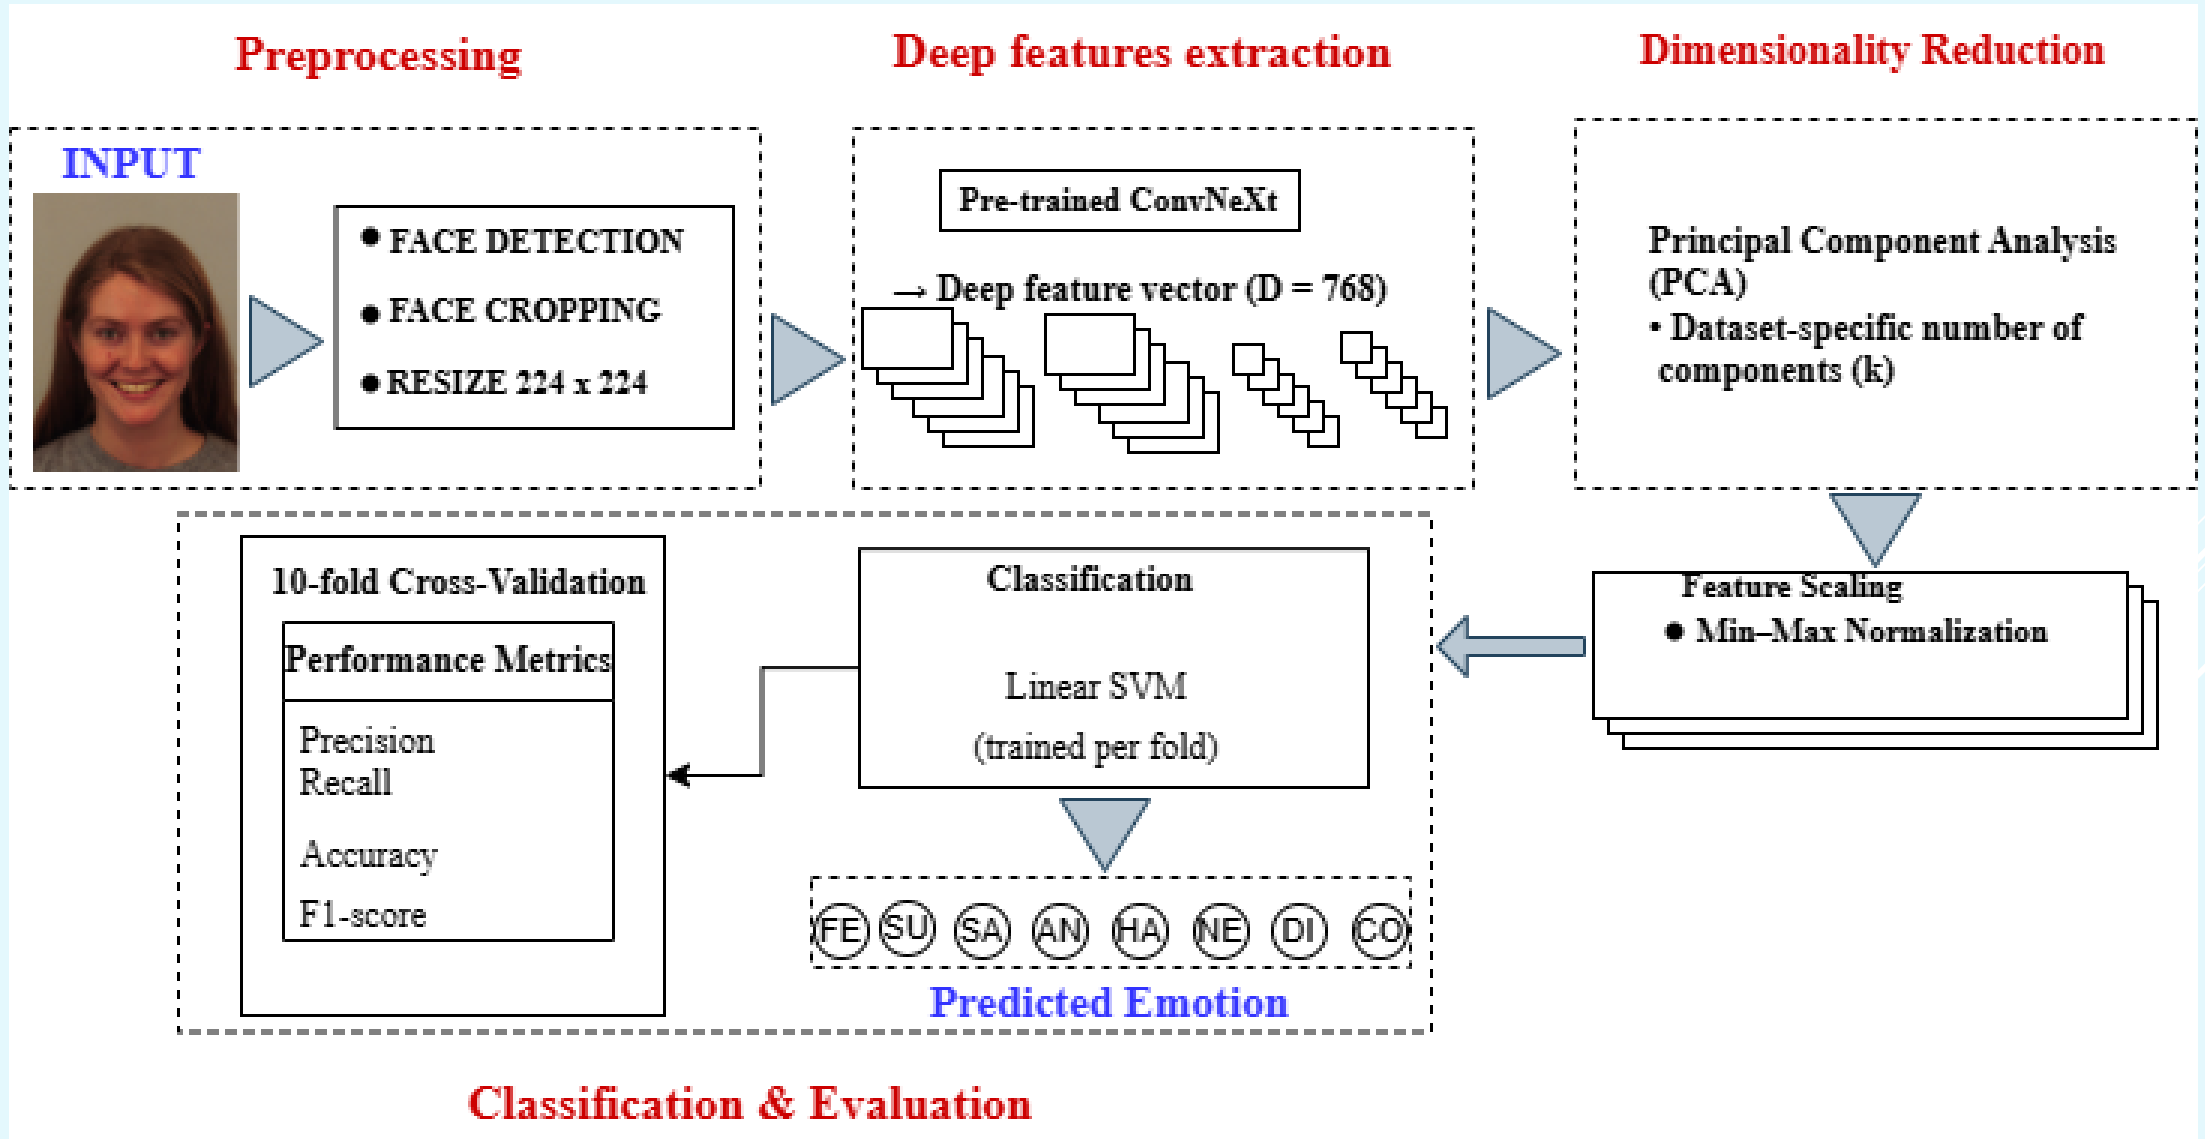 Preprocessing
Deep features extraction
Dimensionality Reduction
INPUT
● FACE DETECTION
● FACE CROPPING
● RESIZE 224 x 224
Pre-trained ConvNeXt
→ Deep feature vector (D = 768)
Principal Component Analysis
(PCA)
• Dataset-specific number of
components (k)
Feature Scaling
● Min–Max Normalization
Classification
Linear SVM
(trained per fold)
10-fold Cross-Validation
Performance Metrics
Precision
Recall
Accuracy
F1-score
FE SU SA AN HA NE DI CO
Predicted Emotion
Classification & Evaluation